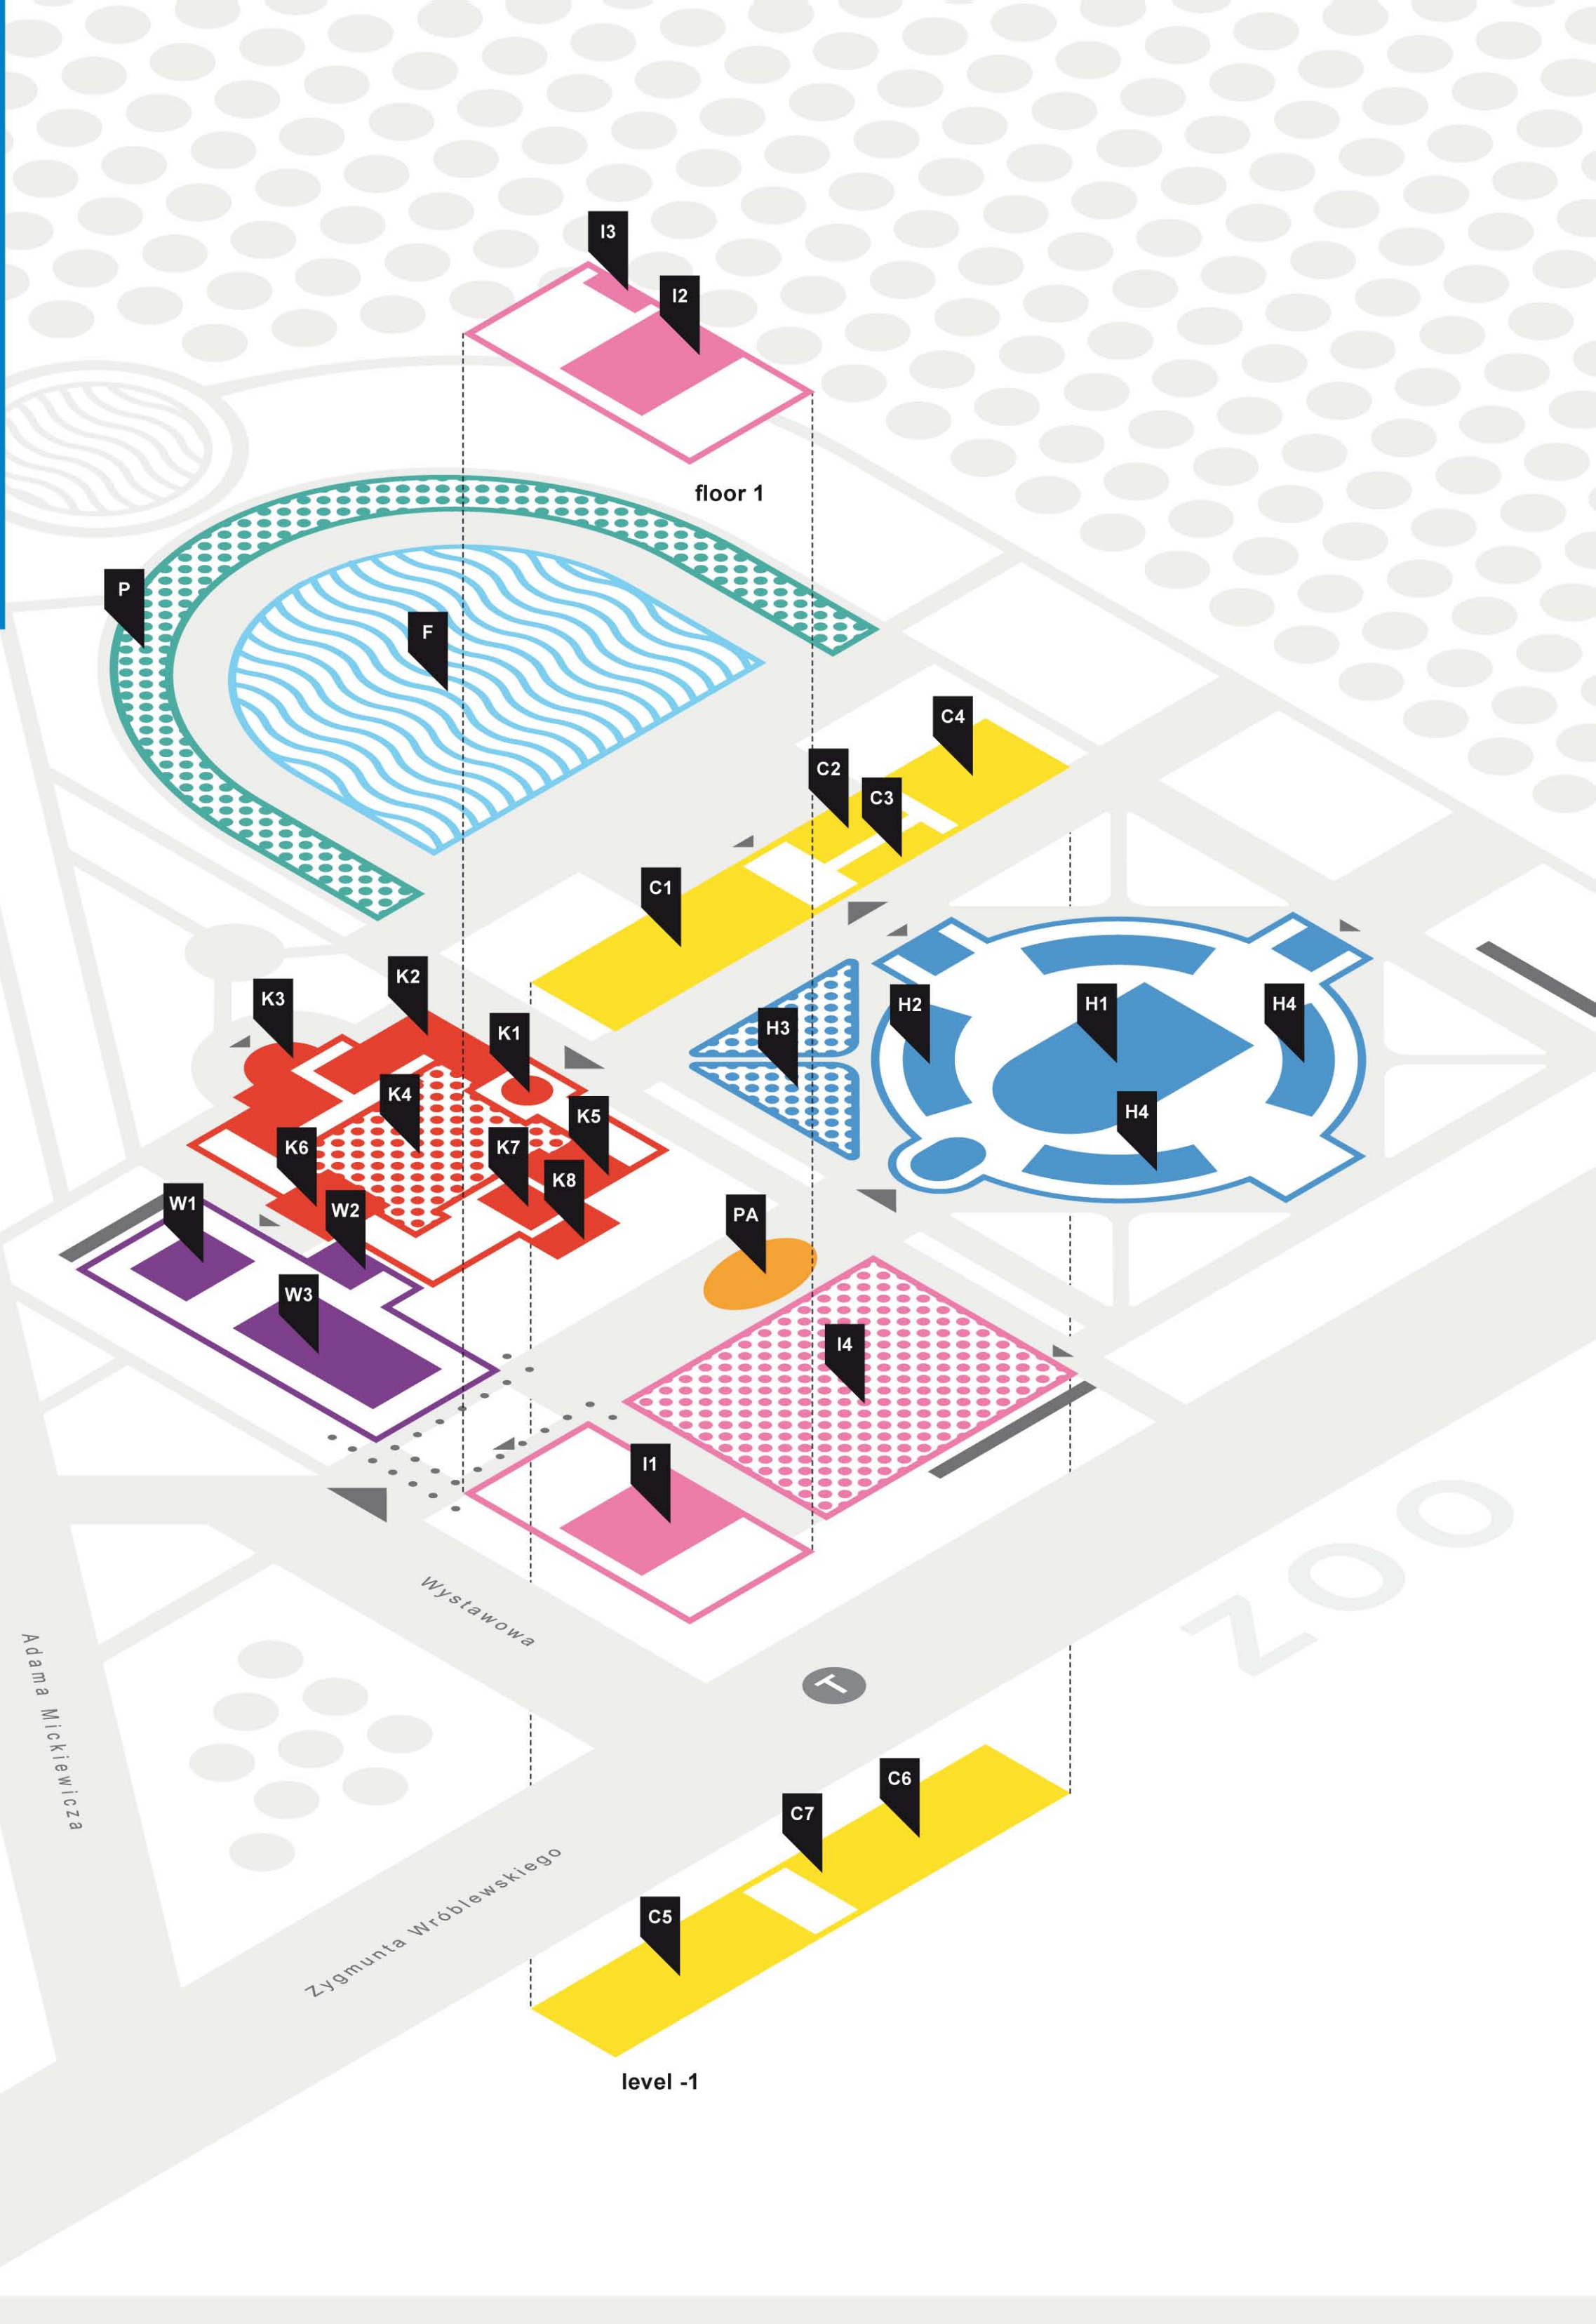 I3
I2
floor 1
P
F
C4
C2
C3
C1
K2
K3
H2
H1
H4
H3
K1
K4
K5
H4
K6
K7
K8
W1
W2
PA
W3
I4
I1
ZOO
Wystawowa
Adama Mickiewicza
T
C6
C7
Zygmunta Wróblewskiego
C5
level -1